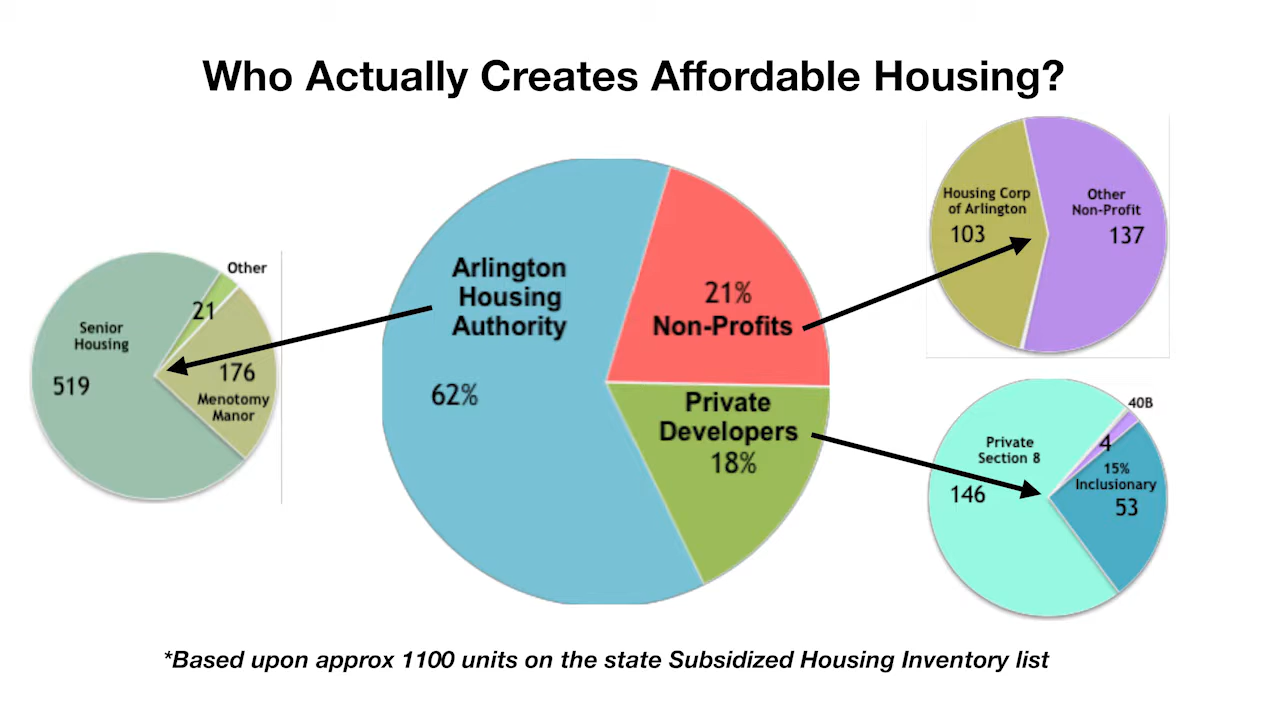 Who Actually Creates Affordable Housing?
Other
21
Senior
Housing
519
176
Menotomy
Manor
Arlington
Housing
Authority
62%
21%
Non-Profits
Private
Developers
18%
Housing Corp
of Arlington
103
Other
Non-Profit
137
40B
4
Private
Section 8
146
15%
Inclusionary
53
*Based upon approx 1100 units on the state Subsidized Housing Inventory list